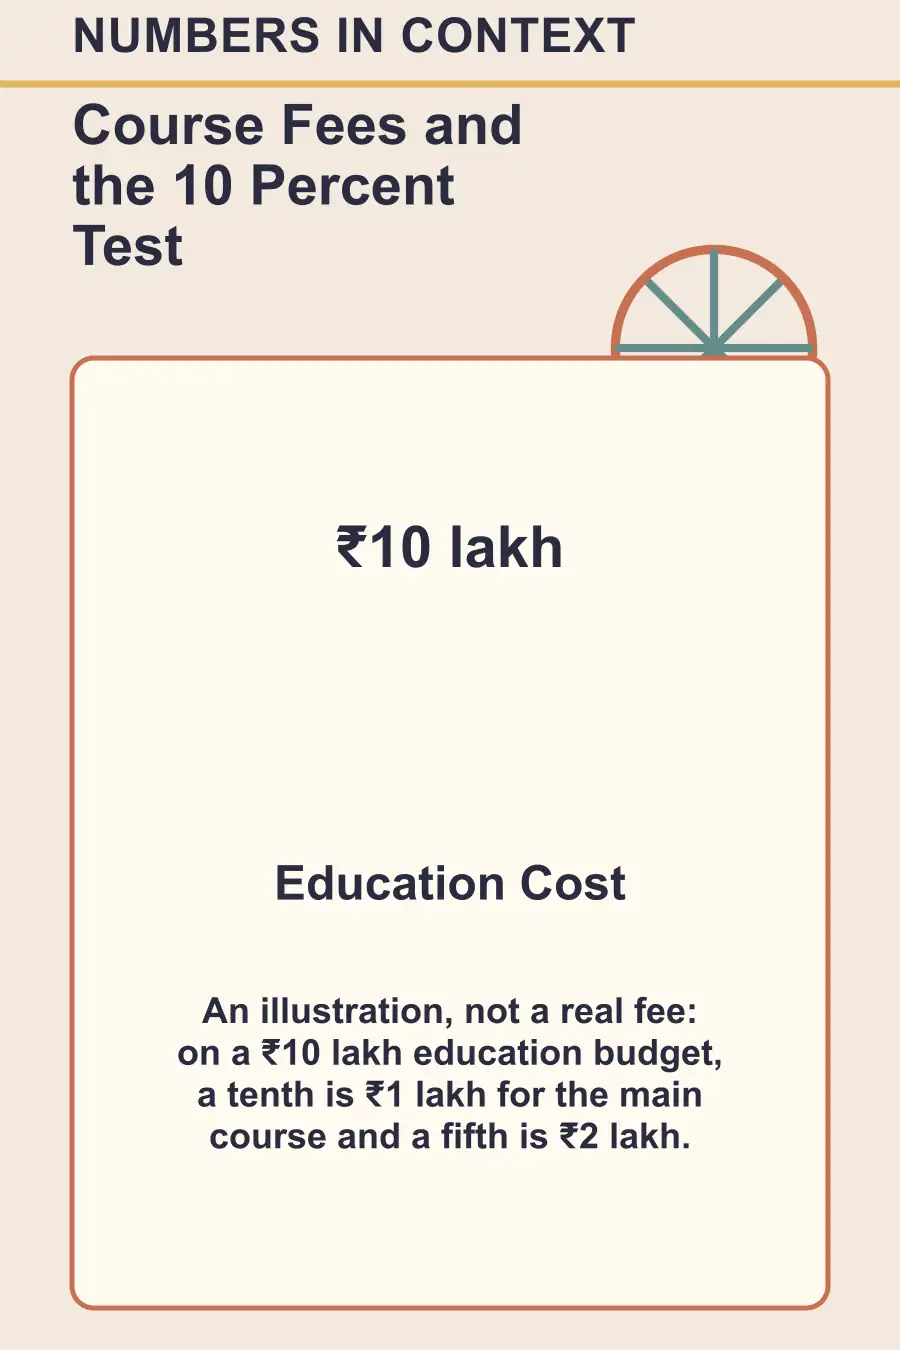 NUMBERS IN CONTEXT
Course Fees and
the 10 Percent
Test
₹10 lakh
Education Cost
An illustration, not a real fee:
on a ₹10 lakh education budget,
a tenth is ₹1 lakh for the main
course and a fifth is ₹2 lakh.